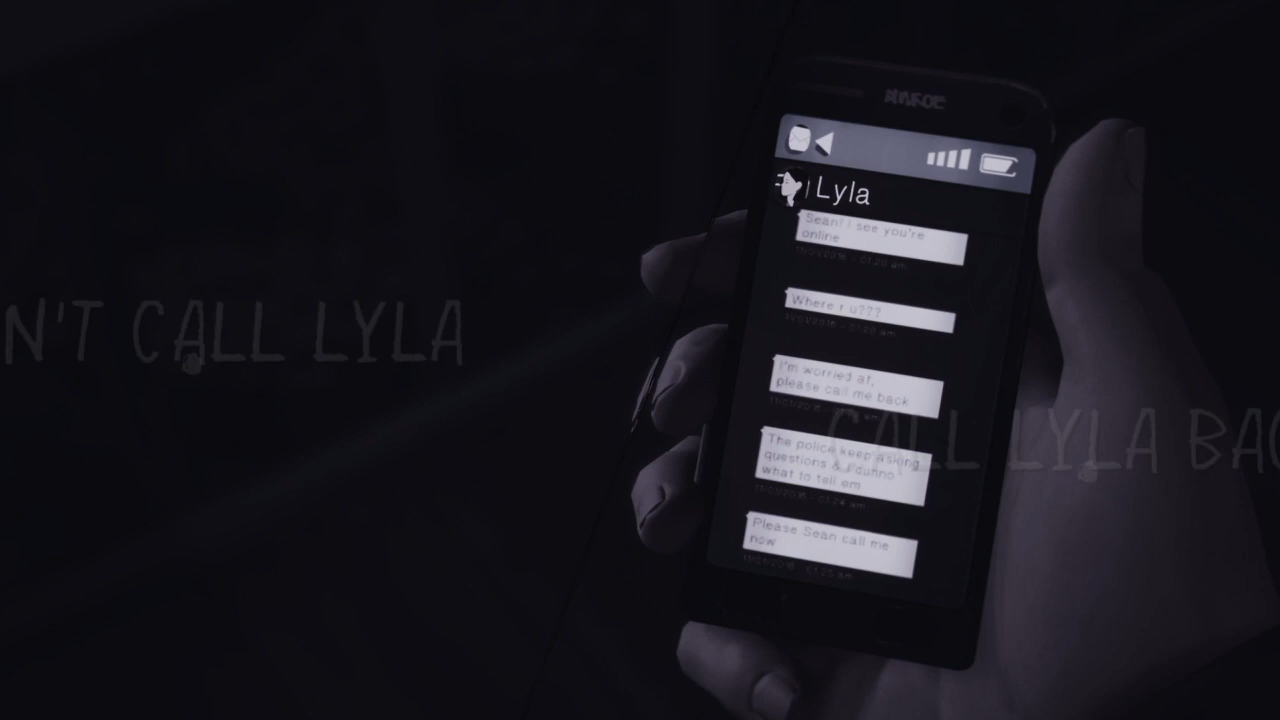 Lyla
Sean? I see you're
online
Where r u???
N'T CALL LYLA
I'm worried af,
please call me back
The police keep asking
questions & I dunno
what to tell em
CALL LYLA BAC
Please Sean call me
now